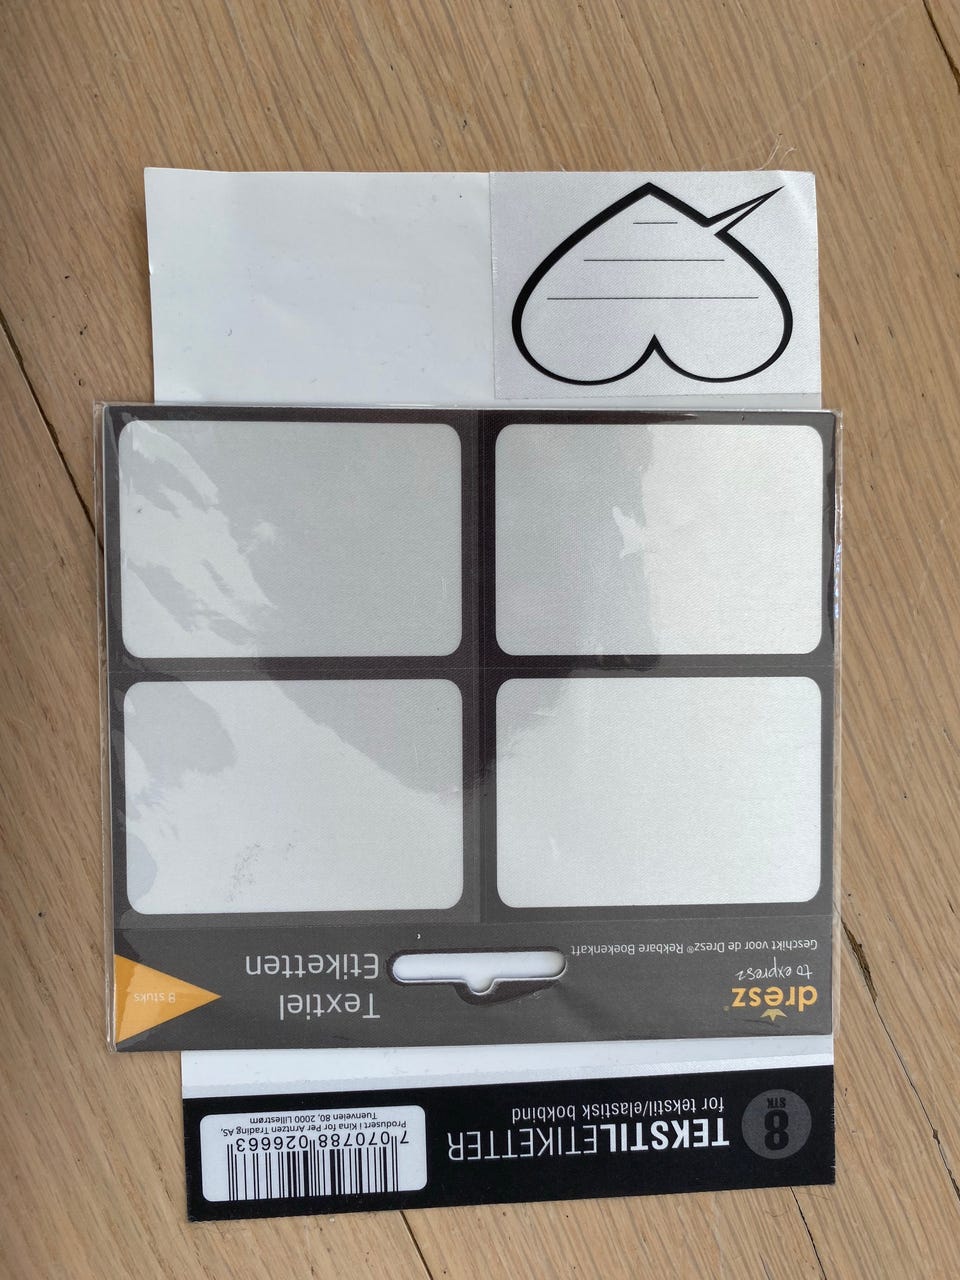 7 070788 026663
Produsert i Kina for Per Arntzen Trading AS,
Tuenveien 80, 2000 Lillestrøm
TEKSTILETIKETTER
for tekstil/elastisk bokbind
8
STK
dresz®
to expresz
Geschikt voor de Dresz® Rekbare Boekenkaft
Textiel
Etiketten
8 stuks